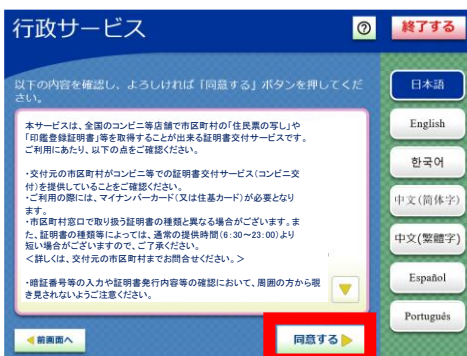 行政サービス
?
終了する
以下の内容を確認し、よろしければ「同意する」ボタンを押してくだ
さい。
本サービスは、全国のコンビニ等店舗で市区町村の「住民票の写し」や
「印鑑登録証明書」等を取得することが出来る証明書交付サービスです。
ご利用にあたり、以下の点をご確認ください。
・交付元の市区町村がコンビニ等での証明書交付サービス(コンビニ交
付)を提供していることをご確認ください。
・ご利用の際には、マイナンバーカード(又は住基カード)が必要となり
ます。
・市区町村窓口で取り扱う証明書の種類と異なる場合がございます。ま
た、証明書の種類等によっては、通常の提供時間(6:30~23:00)より
短い場合がございますので、ご了承ください。
<詳しくは、交付元の市区町村までお問合せください。>
・暗証番号等の入力や証明書発行内容等の確認において、周囲の方から覗
き見されないようご注意ください。
前画面へ
同意する
日本語
English
한국어
中文(简体字)
中文(繁體字)
Español
Português